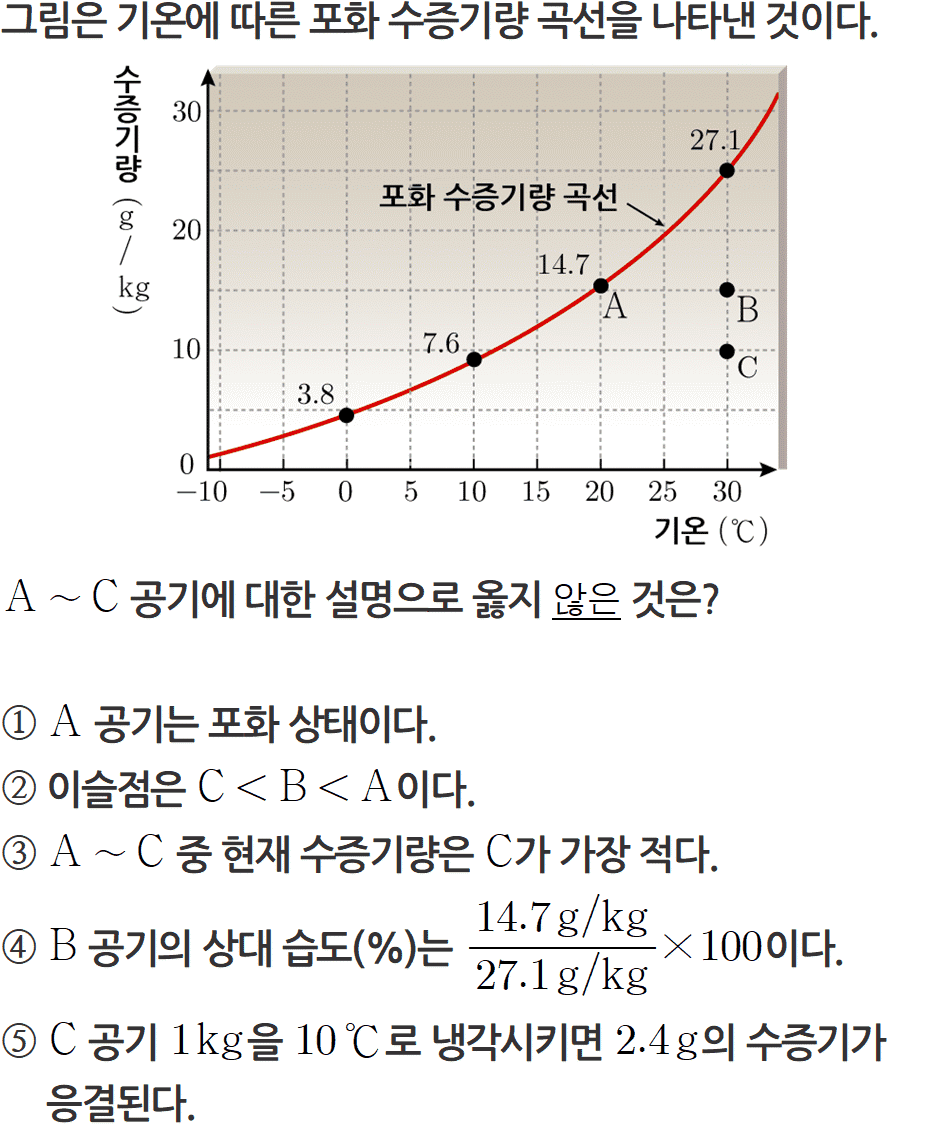 그림은 기온에 따른 포화 수증기량 곡선을 나타낸 것이다.
수증기량 (g/kg)
30
27.1
포화 수증기량 곡선
20
14.7
A
B
7.6
10
C
3.8
0
−10 −5 0 5 10 15 20 25 30
기온 (℃)
A ~ C 공기에 대한 설명으로 옳지 않은 것은?
① A 공기는 포화 상태이다.
② 이슬점은 C < B < A이다.
③ A ~ C 중 현재 수증기량은 C가 가장 적다.
④ B 공기의 상대 습도(%)는 14.7 g/kg / 27.1 g/kg × 100이다.
⑤ C 공기 1 kg을 10 ℃로 냉각시키면 2.4 g의 수증기가
응결된다.